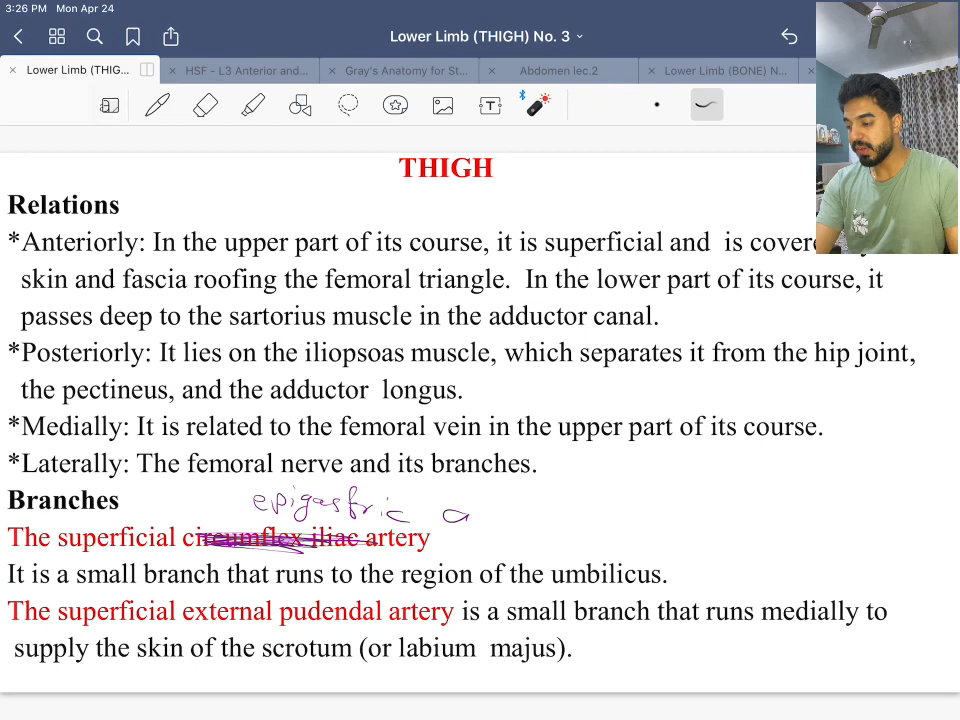 3:26 PM Mon Apr 24
Lower Limb (THIGH) No. 3
Lower Limb (THIG...
HSF - L3 Anterior and...
Gray's Anatomy for St...
Abdomen lec.2
Lower Limb (BONE) N...
THIGH
Relations
*Anteriorly: In the upper part of its course, it is superficial and is
skin and fascia roofing the femoral triangle. In the lower part of its course, it
passes deep to the sartorius muscle in the adductor canal.
*Posteriorly: It lies on the iliopsoas muscle, which separates it from the hip joint,
the pectineus, and the adductor longus.
*Medially: It is related to the femoral vein in the upper part of its course.
*Laterally: The femoral nerve and its branches.
Branches
epigastric a
The superficial circumflex iliac artery
It is a small branch that runs to the region of the umbilicus.
The superficial external pudendal artery is a small branch that runs medially to
supply the skin of the scrotum (or labium majus).